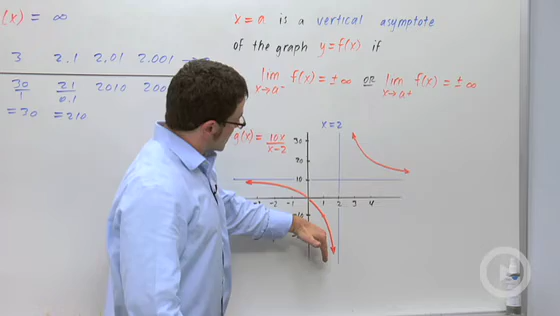 (x) = ∞
3 2.1 2.01 2.001
30/1 21/0.1 2010 200
= 30 = 210
x = a is a vertical asymptote
of the graph y = f(x) if
lim x→a⁻ f(x) = ±∞ OR lim x→a⁺ f(x) = ±∞
g(x) = 10x/x-2
x = 2
30
20
10
-3 -2 -1 1 2 3 4